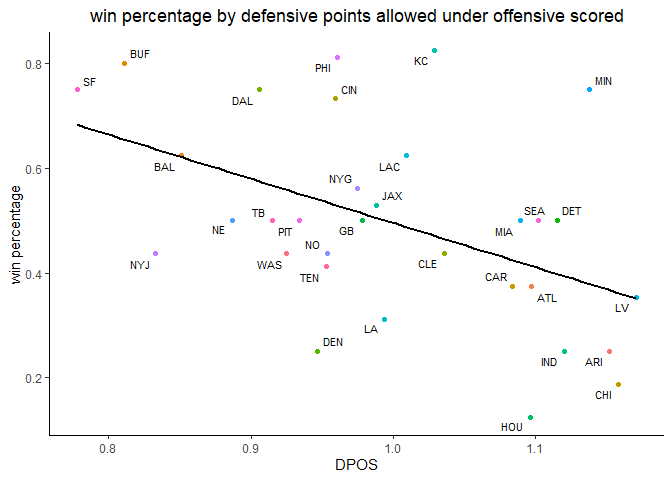 win percentage by defensive points allowed under offensive scored
win percentage
0.8
0.6
0.4
0.2
KC
BUF
PHI
SF
MIN
DAL
CIN
BAL
LAC
NYG
JAX
TB
SEA
DET
NE
PIT
GB
MIA
NO
NYJ
WAS
CLE
TEN
CAR
ATL
LV
LA
DEN
IND
ARI
CHI
HOU
0.8
0.9
1.0
1.1
DPOS